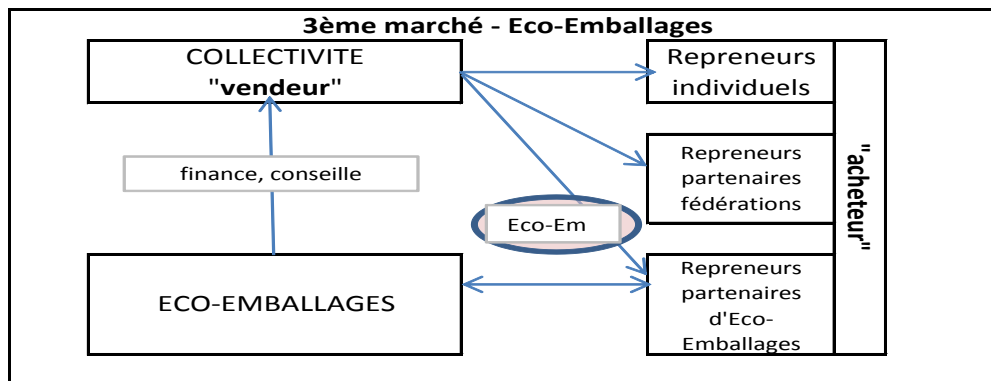 3ème marché - Eco-Emballages
COLLECTIVITE
"vendeur"
Repreneurs
individuels
finance, conseille
Repreneurs
partenaires
fédérations
"acheteur"
Eco-Em
ECO-EMBALLAGES
Repreneurs
partenaires
d'Eco-
Emballages